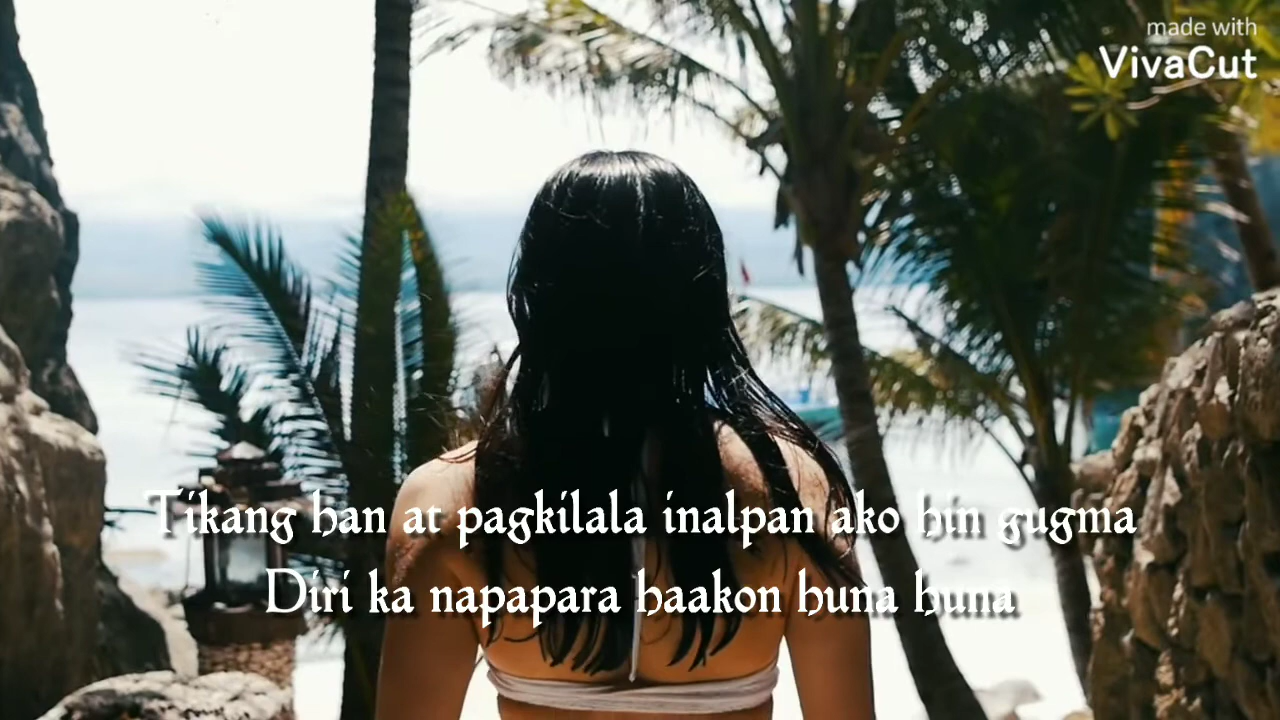 made with
VivaCut
Tikang han at pagkilala inalpan ako hin gugma
Diri ka napapara haakon huna huna